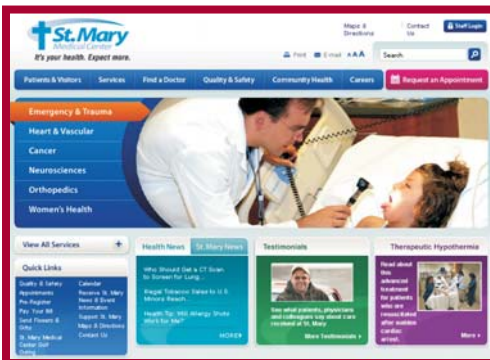 St. Mary
Medical Center
It's your health. Expect more.
Maps & Directions
Contact Us
Staff Login
Print
E-mail
A A A
Search
Patients & Visitors
Services
Find a Doctor
Quality & Safety
Community Health
Careers
Request an Appointment
Emergency & Trauma
Heart & Vascular
Cancer
Neurosciences
Orthopedics
Women's Health
View All Services +
Quick Links
Quality & Safety
Appointments
Pre-Register
Pay Your Bill
Send Flowers &
Gifts
St. Mary Medical
Center Golf
Outing
Calendar
Receive St. Mary
News & Event
Information
Support St. Mary
Maps & Directions
Contact Us
Health News
St. Mary News
Who Should Get a CT Scan
to Screen for Lung...
Illegal Tobacco Sales to U.S.
Minors Reach...
Health Tip: Will Allergy Shots
Work for Me?
MORE
Testimonials
See what patients, physicians
and colleagues say about care
received at St. Mary
More Testimonials
Therapeutic Hypothermia
Read about
this
advanced
treatment
for patients
who are
resuscitated
after sudden
cardiac
arrest.
More